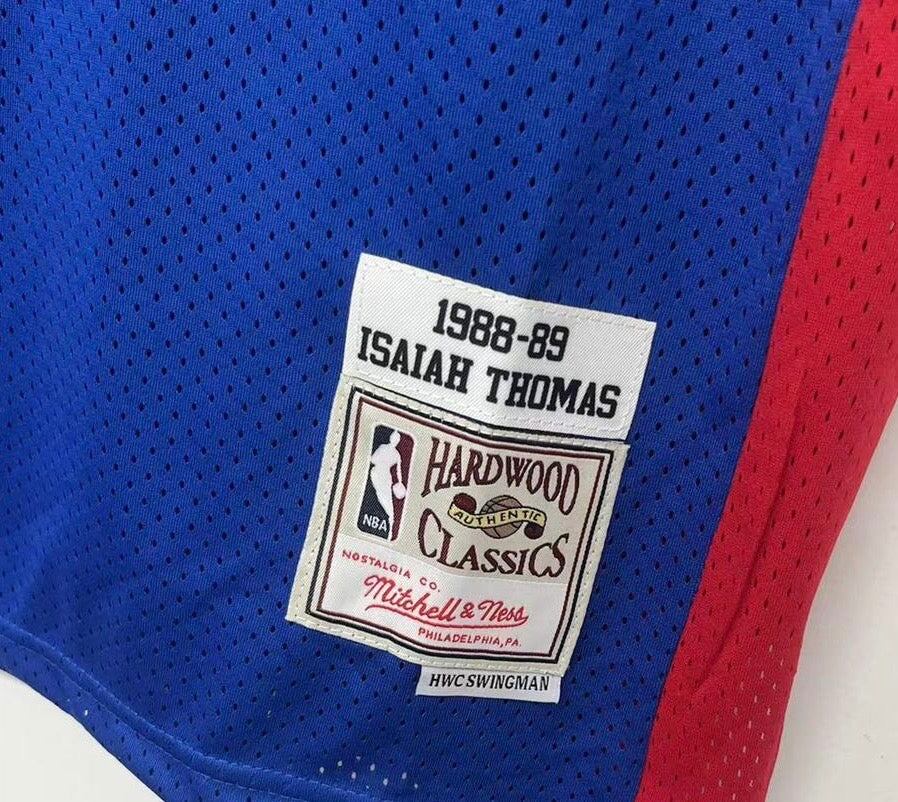 1988-89
ISAIAH THOMAS
HARDWOOD
AUTHENTIC
CLASSICS
NBA
NOSTALGIA CO.
Mitchell & Ness
PHILADELPHIA, PA.
HWC SWINGMAN